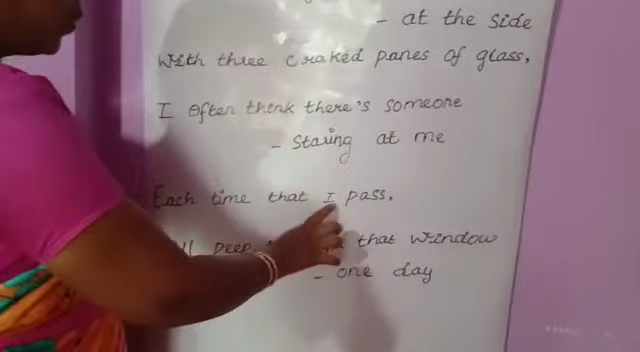 - at the side
With three craked panes of glass,
I often think there's someone
- Staring at me
Each time that I pass.
peep that window
- one day